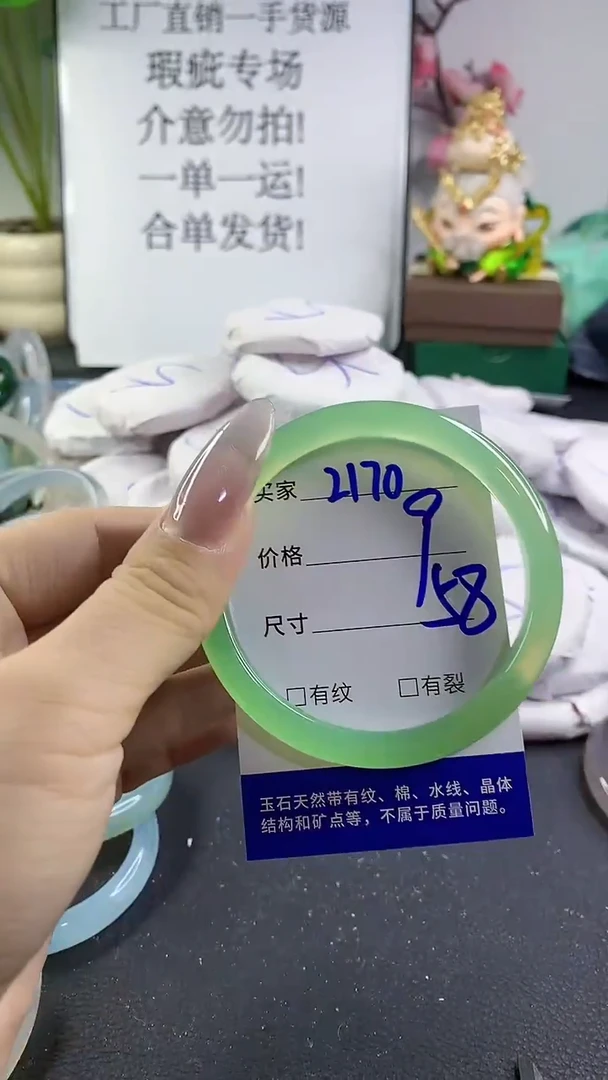 工厂直销一手货源
瑕疵专场
介意勿拍!
一单一运!
合单发货!
买家 2170
价格 9
尺寸 58
□有纹 □有裂
玉石天然带有纹、棉、水线、晶体
结构和矿点等，不属于质量问题。